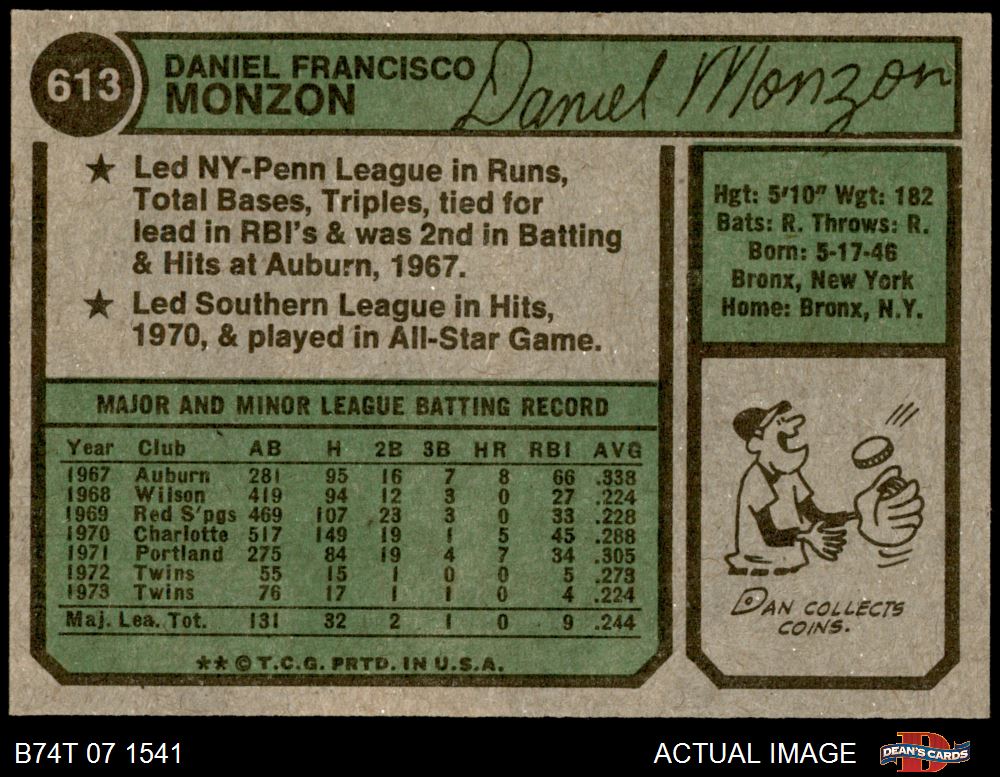 613
DANIEL FRANCISCO
MONZON
Daniel Monzon
★ Led NY-Penn League in Runs,
Total Bases, Triples, tied for
lead in RBI's & was 2nd in Batting
& Hits at Auburn, 1967.
★ Led Southern League in Hits,
1970, & played in All-Star Game.
Hgt: 5'10" Wgt: 182
Bats: R. Throws: R.
Born: 5-17-46
Bronx, New York
Home: Bronx, N.Y.
MAJOR AND MINOR LEAGUE BATTING RECORD
Year Club AB H 2B 3B HR RBI AVG
1967 Auburn 281 95 16 7 8 66 .338
1968 Wilson 419 94 12 3 0 27 .224
1969 Red S'pgs 469 107 23 3 0 33 .228
1970 Charlotte 517 149 19 1 5 45 .288
1971 Portland 275 84 19 4 7 34 .305
1972 Twins 55 15 1 0 0 5 .273
1973 Twins 76 17 1 1 0 4 .224
Maj. Lea. Tot. 131 32 2 1 0 9 .244
** © T.C.G. PRTD. IN U.S.A.
DAN COLLECTS
COINS.
B74T 07 1541
ACTUAL IMAGE
DEAN'S CARDS